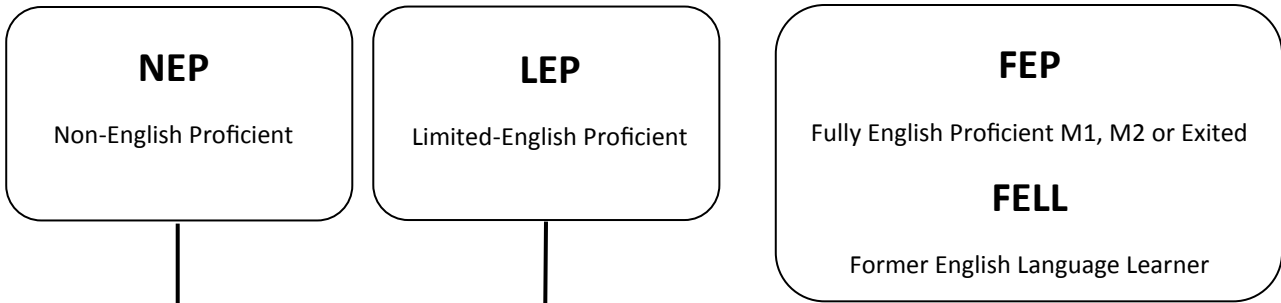 NEP
Non-English Proficient
LEP
Limited-English Proficient
FEP
Fully English Proficient M1, M2 or Exited
FELL
Former English Language Learner